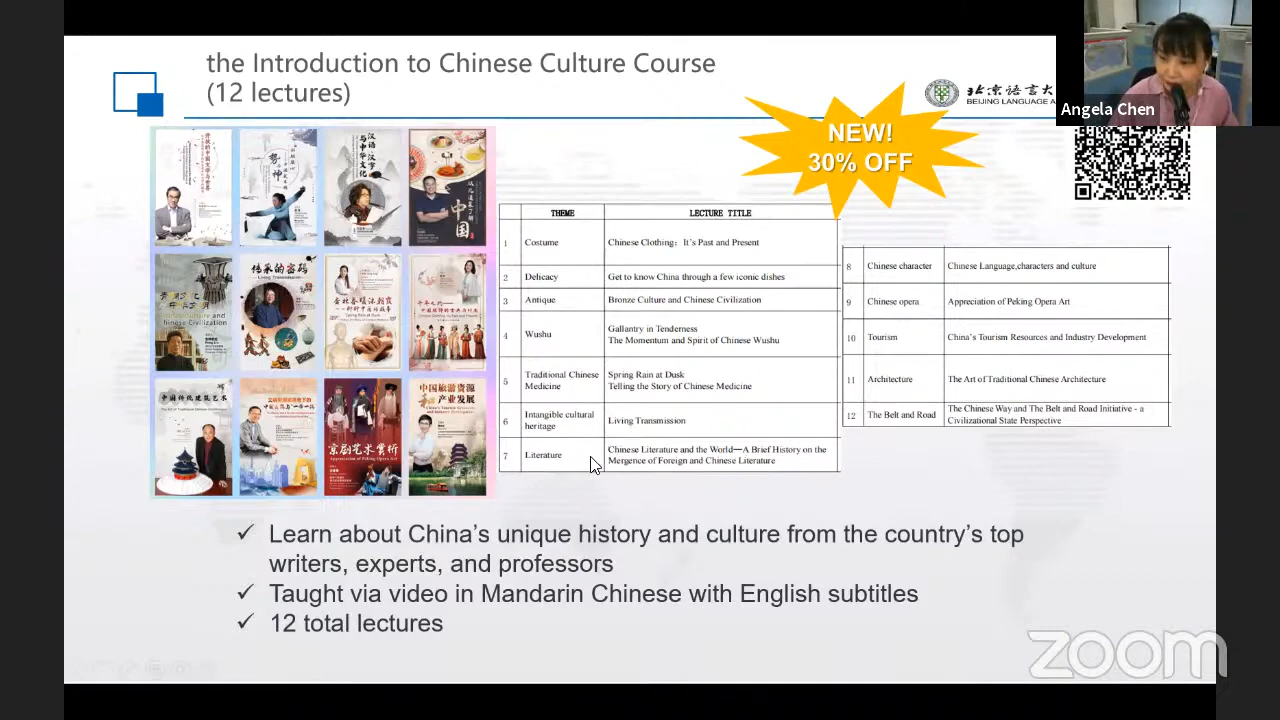 the Introduction to Chinese Culture Course
(12 lectures)
北京语言大
BEIJING LANGUAGE A
Angela Chen
NEW!
30% OFF
THEME LECTURE TITLE
1 Costume Chinese Clothing：It's Past and Present
2 Delicacy Get to know China through a few iconic dishes
3 Antique Bronze Culture and Chinese Civilization
4 Wushu Gallantry in Tenderness
The Momentum and Spirit of Chinese Wushu
5 Traditional Chinese Medicine Spring Rain at Dusk
Telling the Story of Chinese Medicine
6 Intangible cultural heritage Living Transmission
7 Literature Chinese Literature and the World—A Brief History on the
Mergence of Foreign and Chinese Literature
8 Chinese character Chinese Language,characters and culture
9 Chinese opera Appreciation of Peking Opera Art
10 Tourism China's Tourism Resources and Industry Development
11 Architecture The Art of Traditional Chinese Architecture
12 The Belt and Road The Chinese Way and The Belt and Road Initiative - a
Civilizational State Perspective
汉语·汉字
与中华文化
中国
传承的密码
Living Transmission
中国传统建筑艺术
京剧艺术赏析
Appreciation of Peking Opera Art
中国旅游资源
和产业发展
✓ Learn about China's unique history and culture from the country's top
writers, experts, and professors
✓ Taught via video in Mandarin Chinese with English subtitles
✓ 12 total lectures
zoom